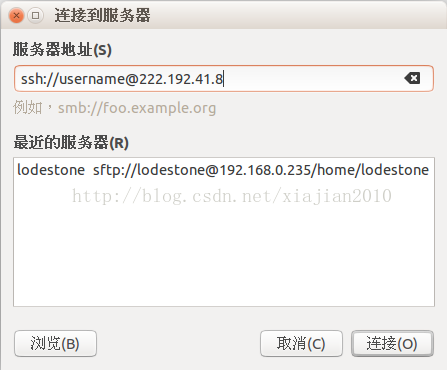 连接到服务器
服务器地址(S)
ssh://username@222.192.41.8
例如，smb://foo.example.org
最近的服务器(R)
lodestone sftp://lodestone@192.168.0.235/home/lodestone
http://blog.csdn.net/xiajian2010
浏览(B) 取消(C) 连接(O)